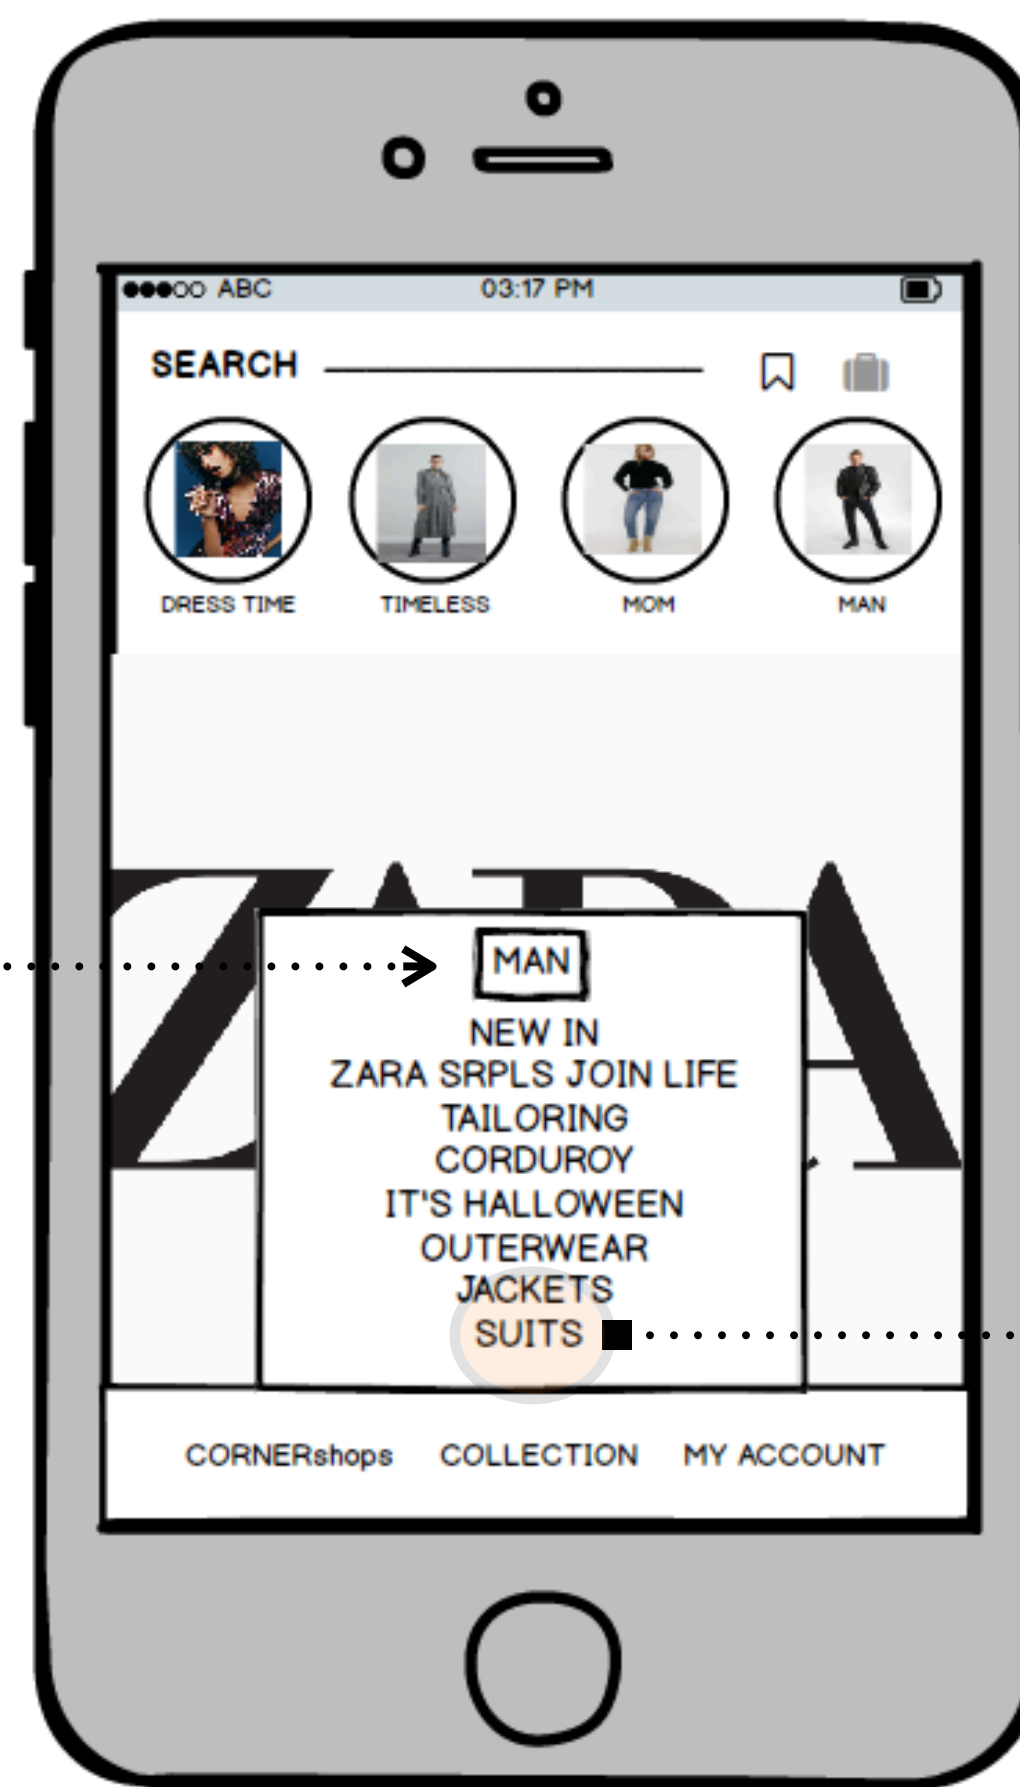 ABC 03:17 PM
SEARCH
DRESS TIME TIMELESS MOM MAN
ZARA
MAN
NEW IN
ZARA SRPLS JOIN LIFE
TAILORING
CORDUROY
IT'S HALLOWEEN
OUTERWEAR
JACKETS
SUITS
CORNERshops COLLECTION MY ACCOUNT